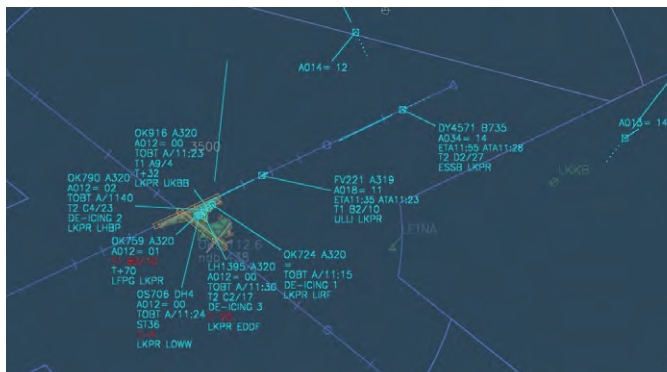 A014= 12
A013= 14
DY4571 B735
A034= 14
ETA11:55 ATA11:28
T2 D2/27
ESSB LKPR
OK916 A320
A012= 00
TOBT A/11:23
3500
T1 A9/4
T+32
LKPR UKBB
OK790 A320
A012= 02
TOBT A/1140
T2 C4/23
DE-ICING 2
LKPR LHBP
FV221 A319
A018= 11
ETA11:35 ATA11:23
T1 B2/10
ULLI LKPR
LKKB
LETNA
OK759 A320
A012= 01
T+70
LFPG LKPR
112.6
OK724 A320
=
TOBT A/11:15
DE-ICING 1
LKPR LIRF
LH1395 A320
A012= 00
TOBT A/11:30
T2 C2/17
DE-ICING 3
LKPR EDDF
OS706 DH4
A012= 00
TOBT A/11:24
ST36
LKPR LOWW